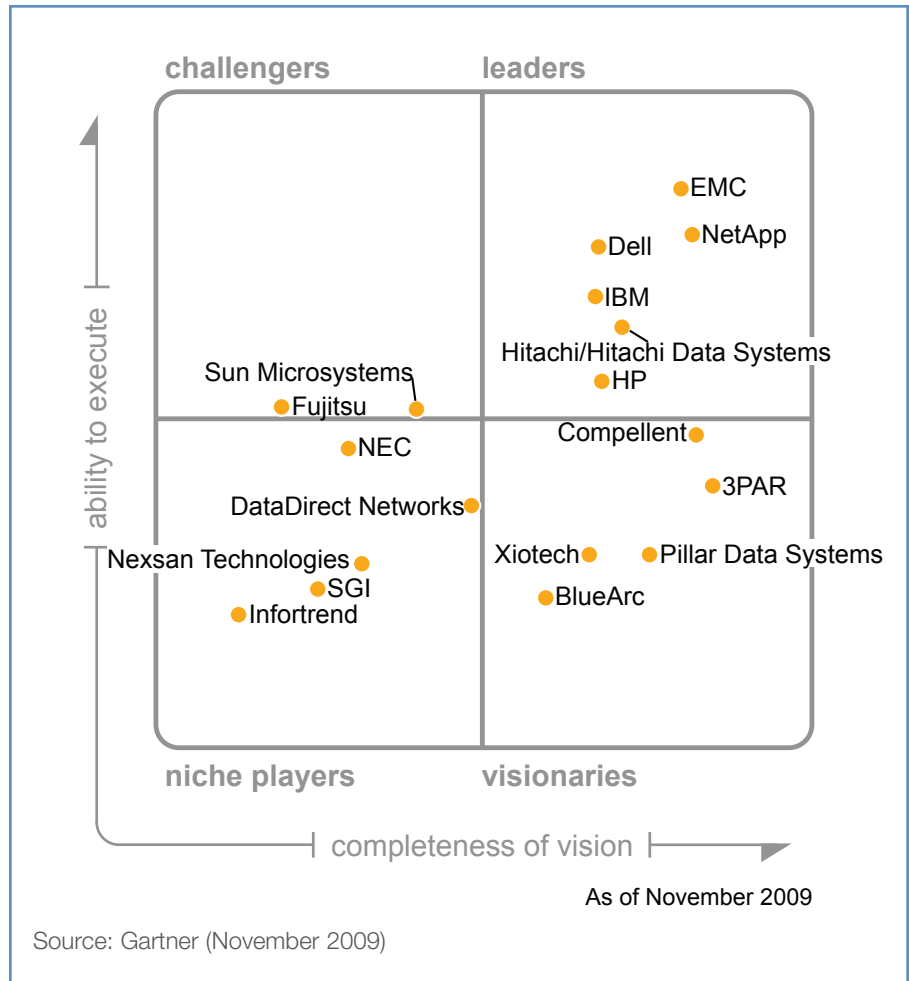 challengers
leaders
EMC
NetApp
Dell
IBM
Hitachi/Hitachi Data Systems
HP
Sun Microsystems
Fujitsu
Compellent
NEC
3PAR
DataDirect Networks
Nexsan Technologies
Xiotech
Pillar Data Systems
SGI
BlueArc
Infortrend
ability to execute
niche players
visionaries
completeness of vision
As of November 2009
Source: Gartner (November 2009)